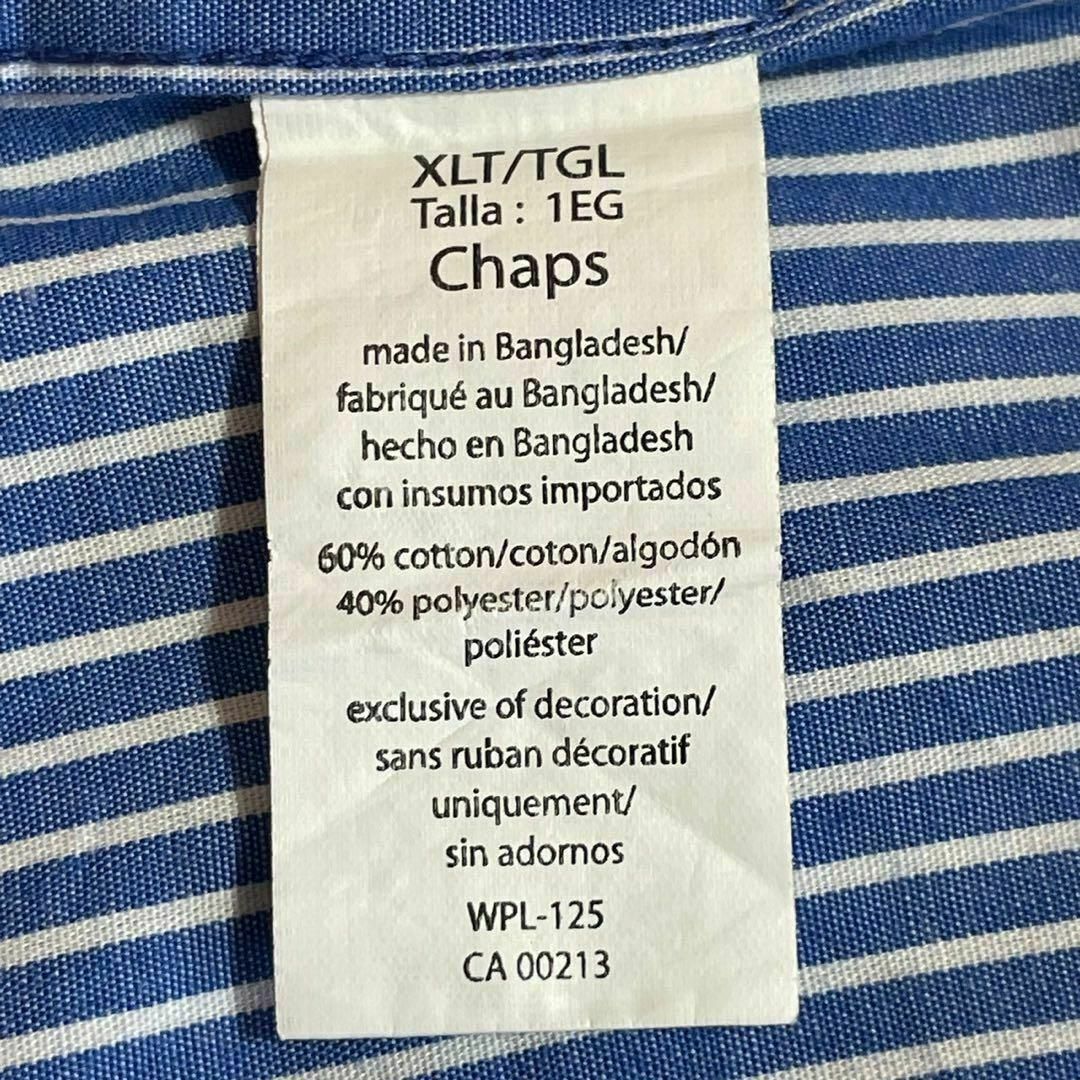 XLT/TGL
Talla : 1EG
Chaps
made in Bangladesh/
fabriqué au Bangladesh/
hecho en Bangladesh
con insumos importados
60% cotton/coton/algodón
40% polyester/polyester/
poliéster
exclusive of decoration/
sans ruban décoratif
uniquement/
sin adornos
WPL-125
CA 00213